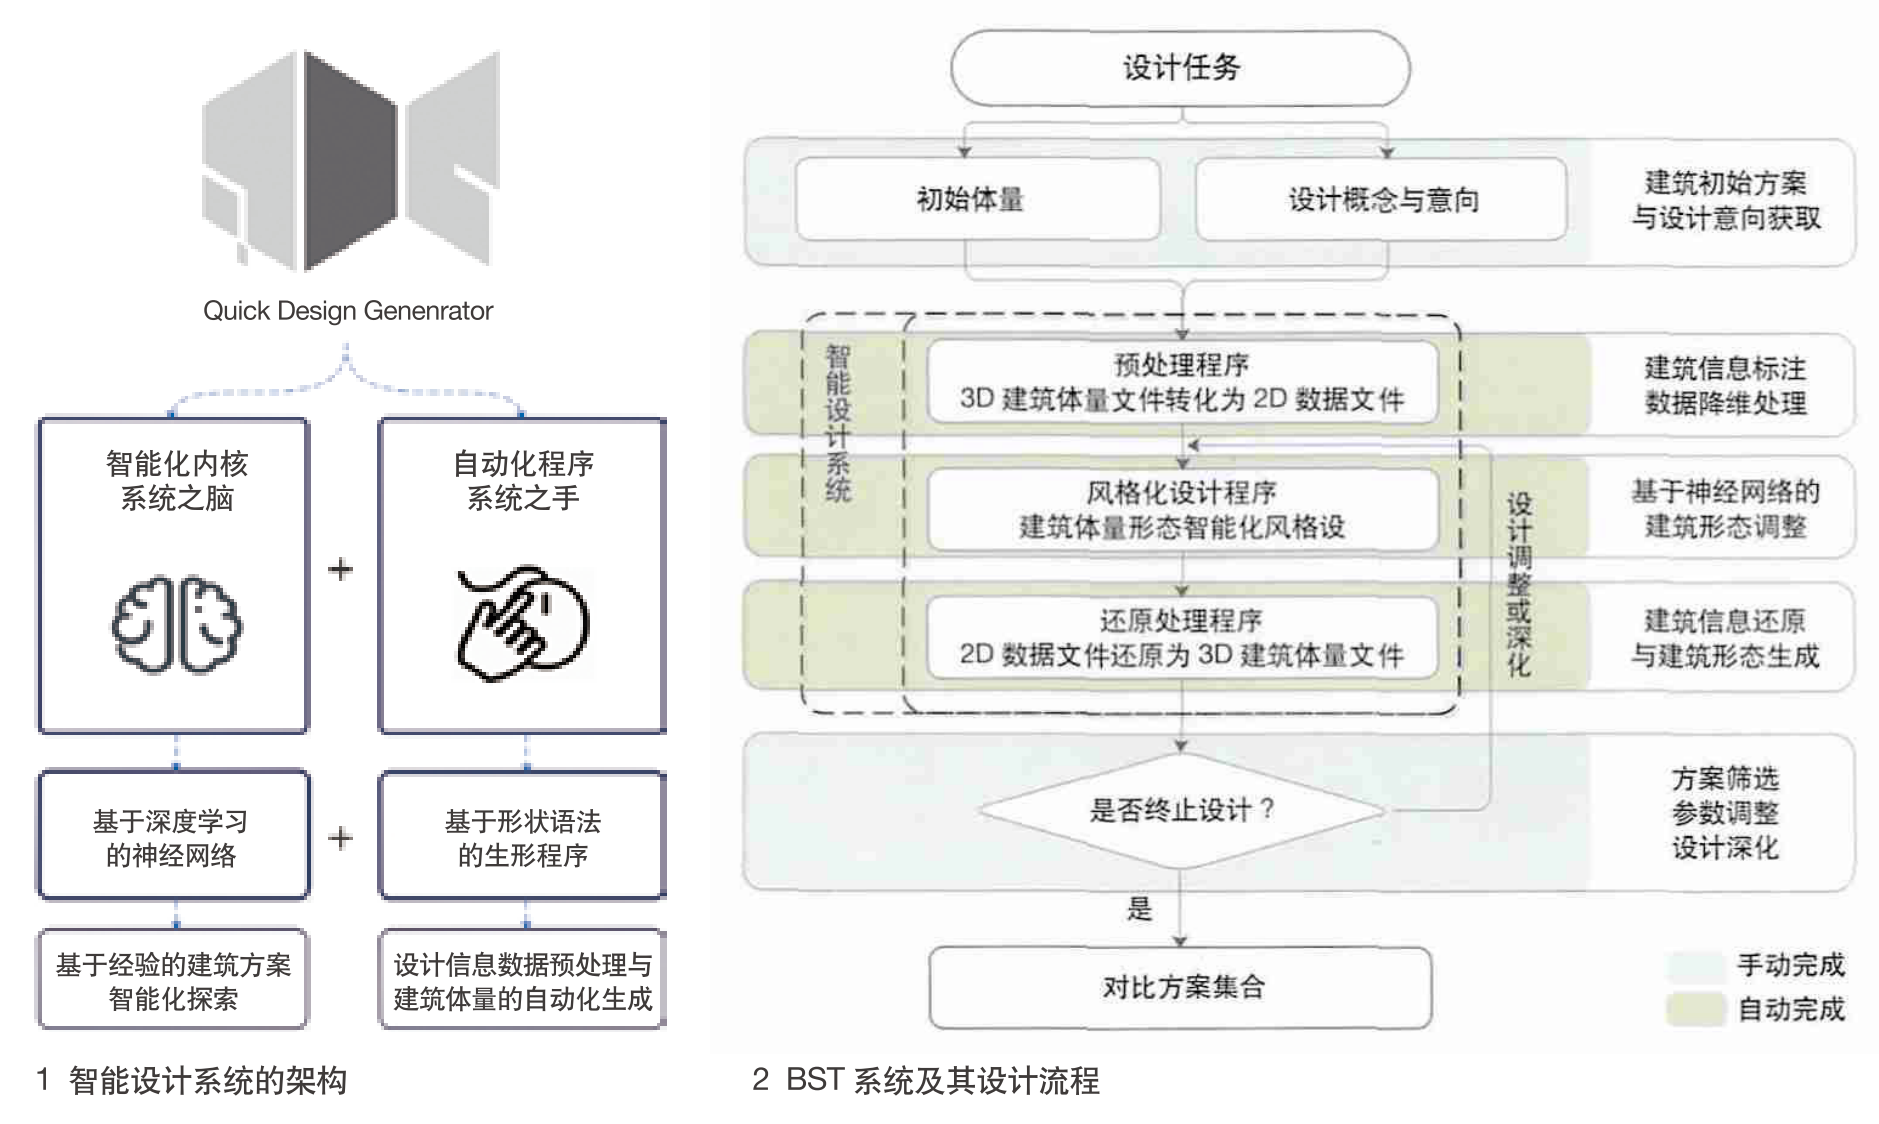 Quick Design Genenrator
智能化内核
系统之脑
+
自动化程序
系统之手
基于深度学习
的神经网络
+
基于形状语法
的生形程序
基于经验的建筑方案
智能化探索
设计信息数据预处理与
建筑体量的自动化生成
1 智能设计系统的架构
设计任务
初始体量
设计概念与意向
建筑初始方案
与设计意向获取
智能设计系统
预处理程序
3D 建筑体量文件转化为 2D 数据文件
建筑信息标注
数据降维处理
风格化设计程序
建筑体量形态智能化风格设
设计调整或深化
基于神经网络的
建筑形态调整
还原处理程序
2D 数据文件还原为 3D 建筑体量文件
建筑信息还原
与建筑形态生成
是否终止设计？
方案筛选
参数调整
设计深化
是
对比方案集合
手动完成
自动完成
2 BST 系统及其设计流程